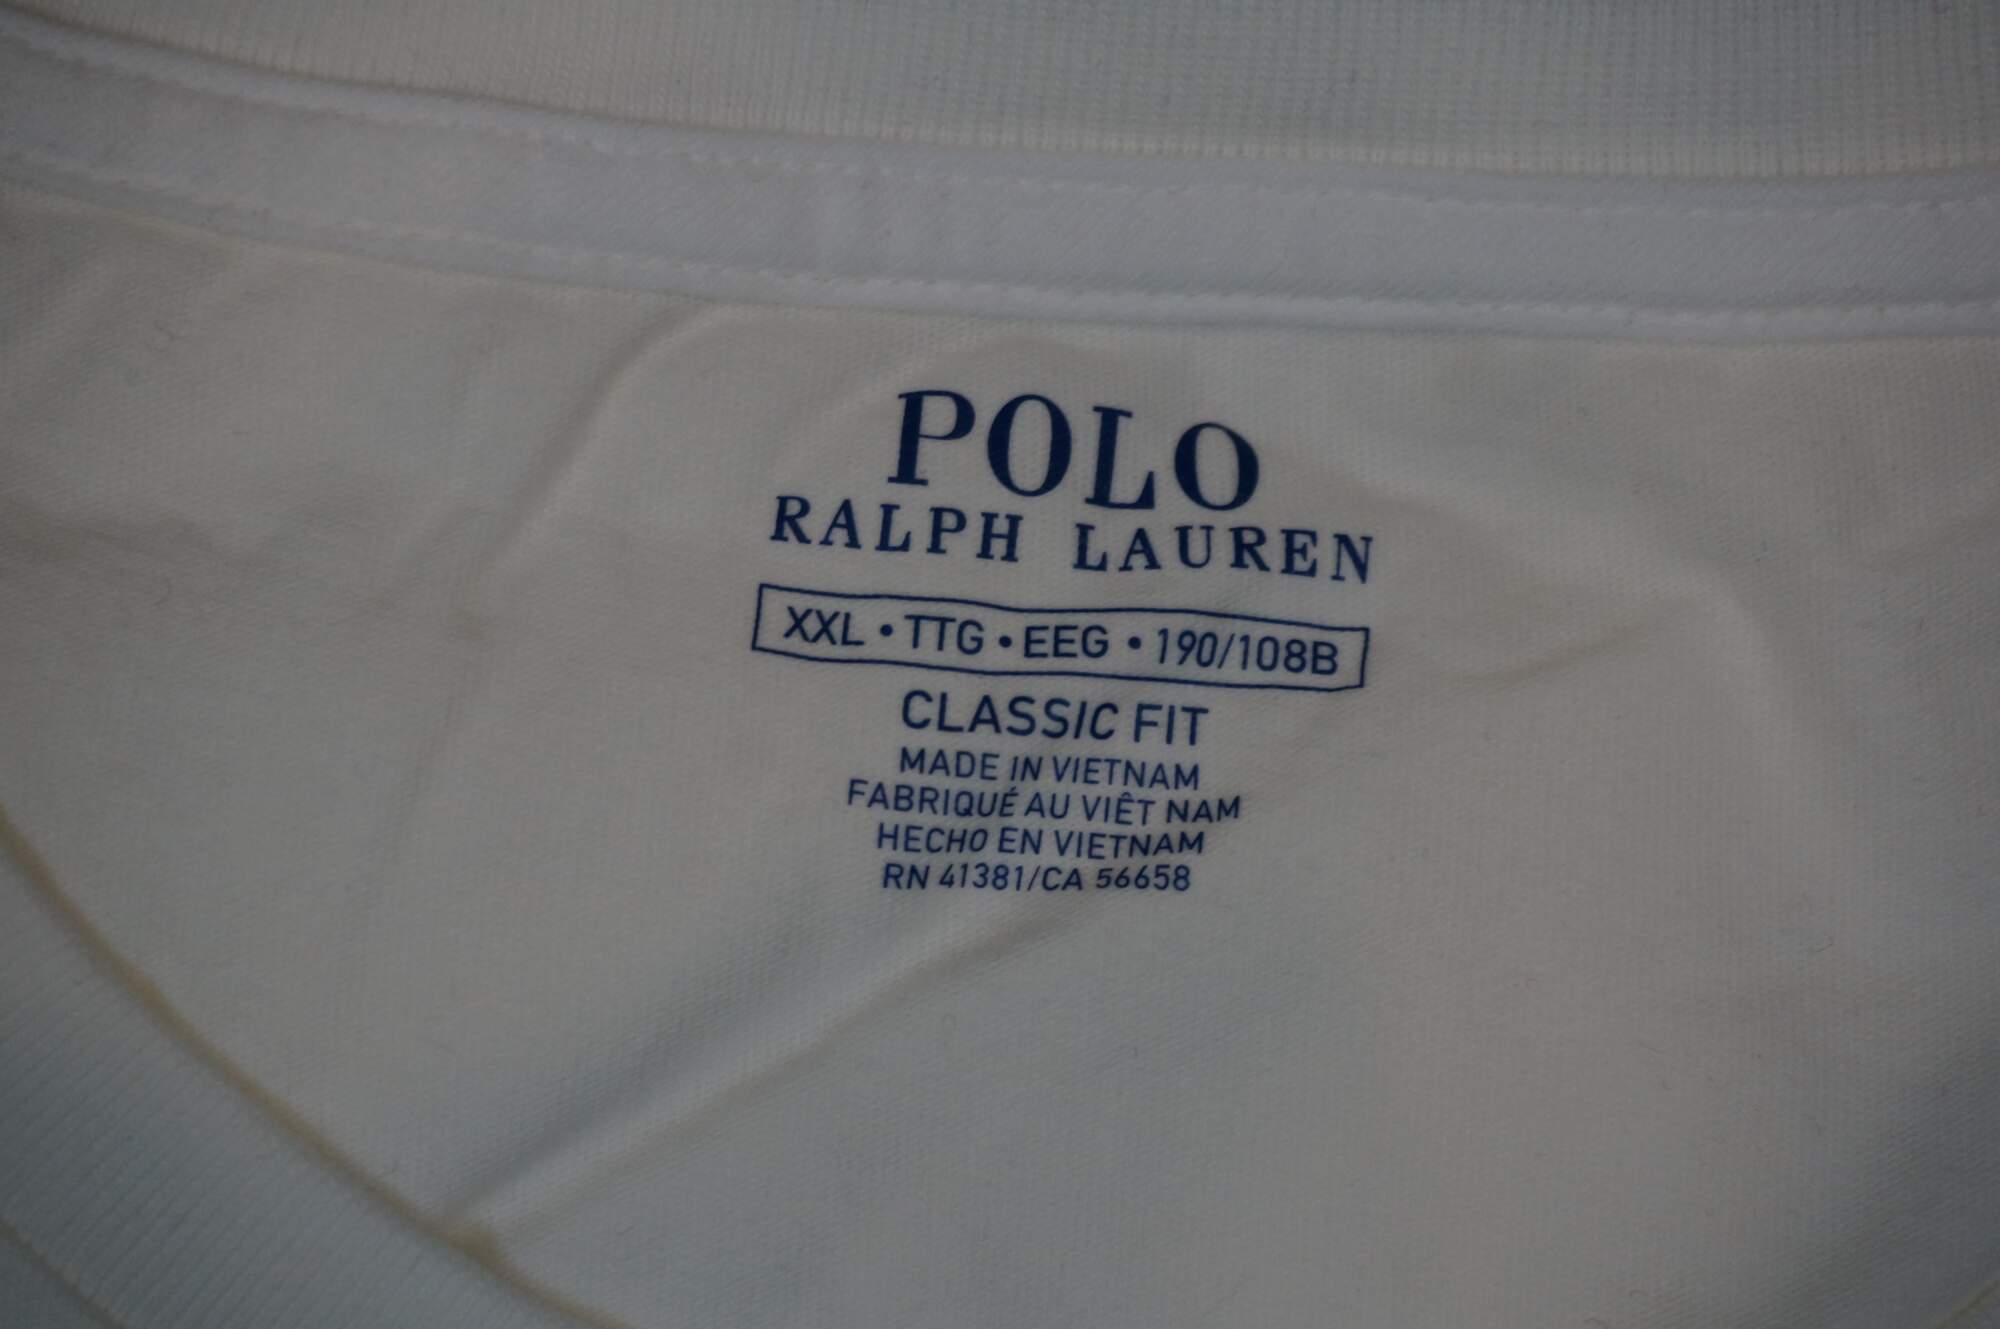 POLO
RALPH LAUREN
XXL • TTG • EEG • 190/108B
CLASSIC FIT
MADE IN VIETNAM
FABRIQUÉ AU VIÊT NAM
HECHO EN VIETNAM
RN 41381/CA 56658